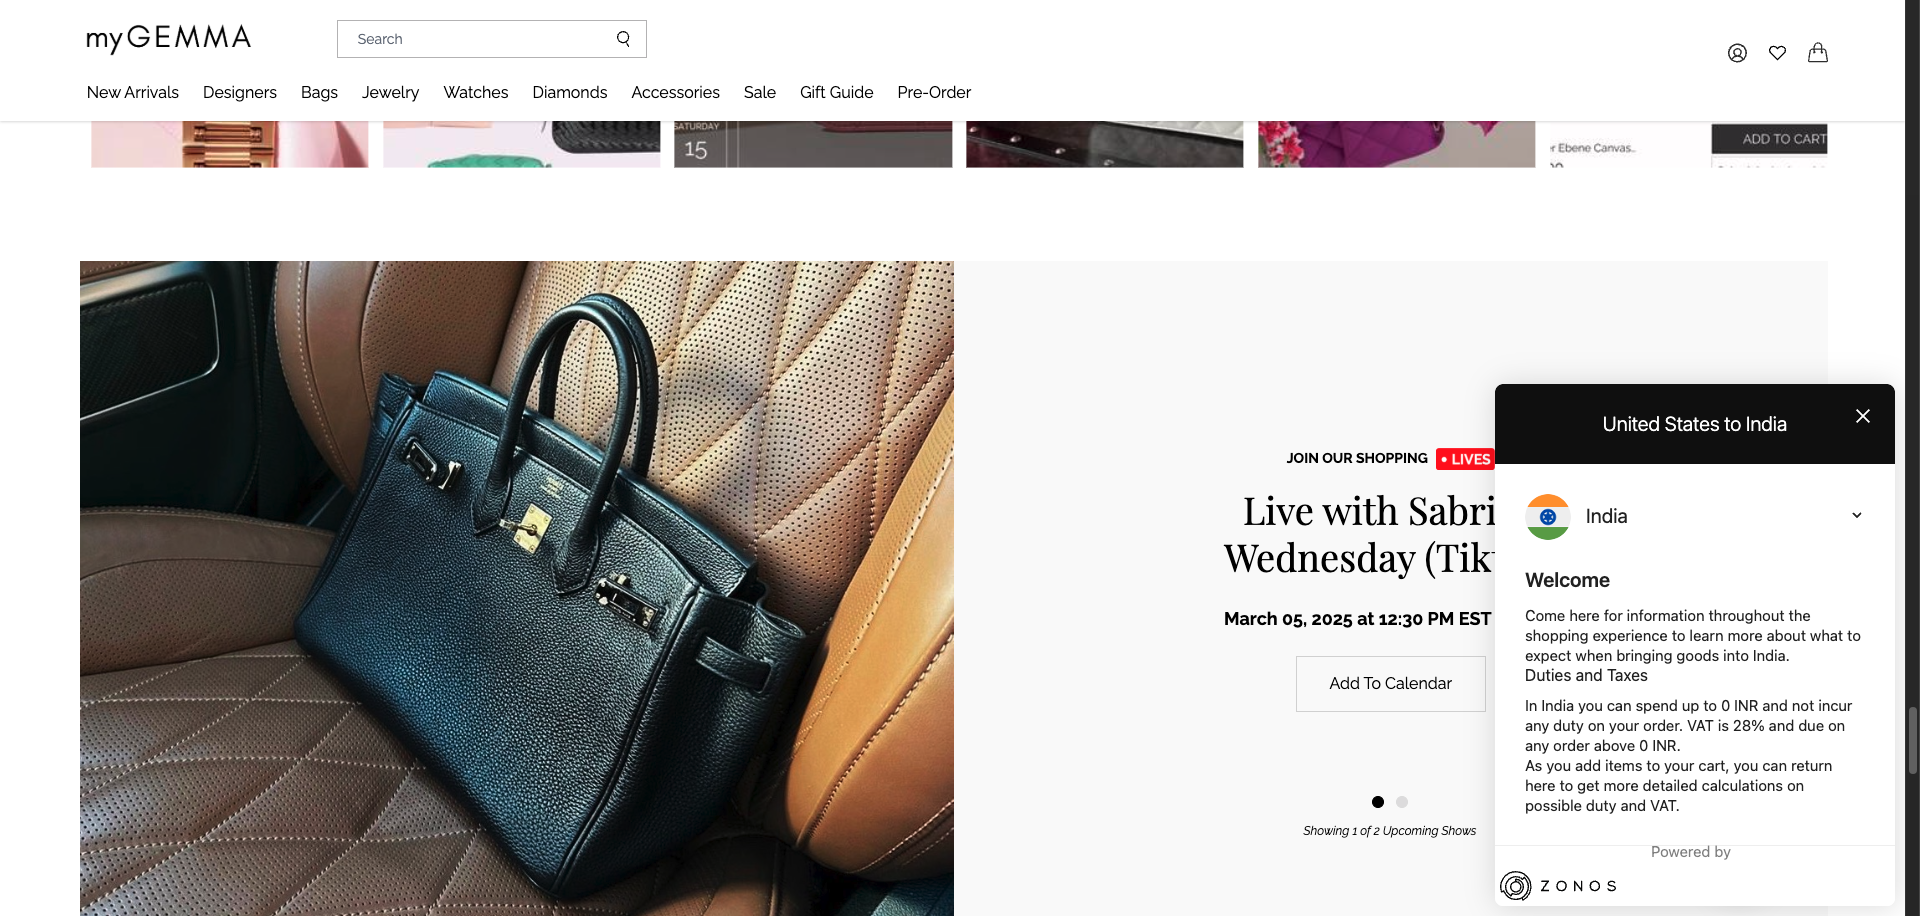 myGEMMA
Search
New Arrivals
Designers
Bags
Jewelry
Watches
Diamonds
Accessories
Sale
Gift Guide
Pre-Order
SATURDAY
15
r Ebene Canvas...
ADD TO CART
JOIN OUR SHOPPING • LIVES
Live with Sabri
Wednesday (Tik
March 05, 2025 at 12:30 PM EST
Add To Calendar
Showing 1 of 2 Upcoming Shows
United States to India
India
Welcome
Come here for information throughout the
shopping experience to learn more about what to
expect when bringing goods into India.
Duties and Taxes
In India you can spend up to 0 INR and not incur
any duty on your order. VAT is 28% and due on
any order above 0 INR.
As you add items to your cart, you can return
here to get more detailed calculations on
possible duty and VAT.
Powered by
ZONOS